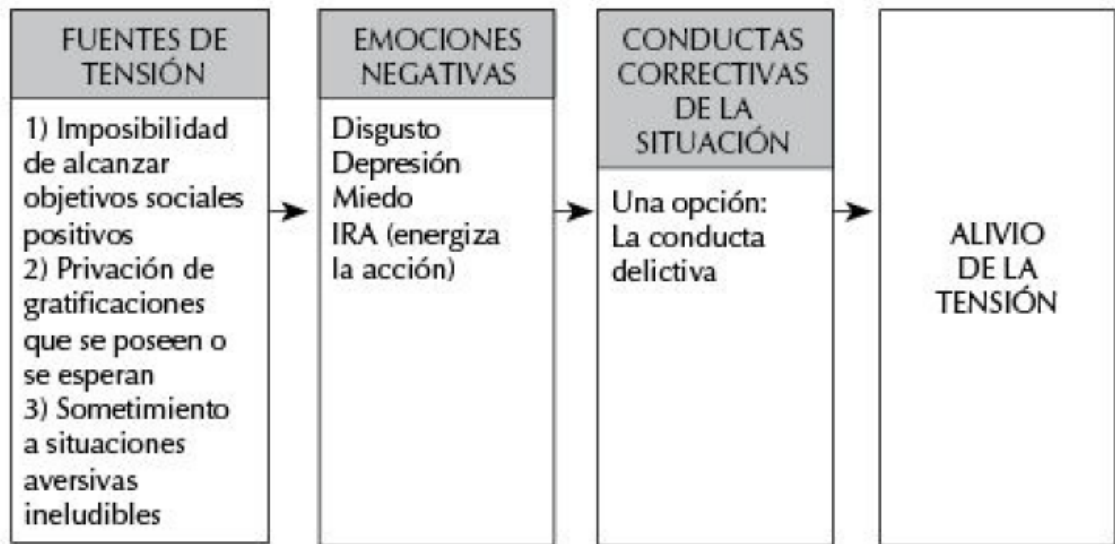 FUENTES DE
TENSIÓN
1) Imposibilidad
de alcanzar
objetivos sociales
positivos
2) Privación de
gratificaciones
que se poseen o
se esperan
3) Sometimiento
a situaciones
aversivas
ineludibles
EMOCIONES
NEGATIVAS
Disgusto
Depresión
Miedo
IRA (energiza
la acción)
CONDUCTAS
CORRECTIVAS
DE LA
SITUACIÓN
Una opción:
La conducta
delictiva
ALIVIO
DE LA
TENSIÓN